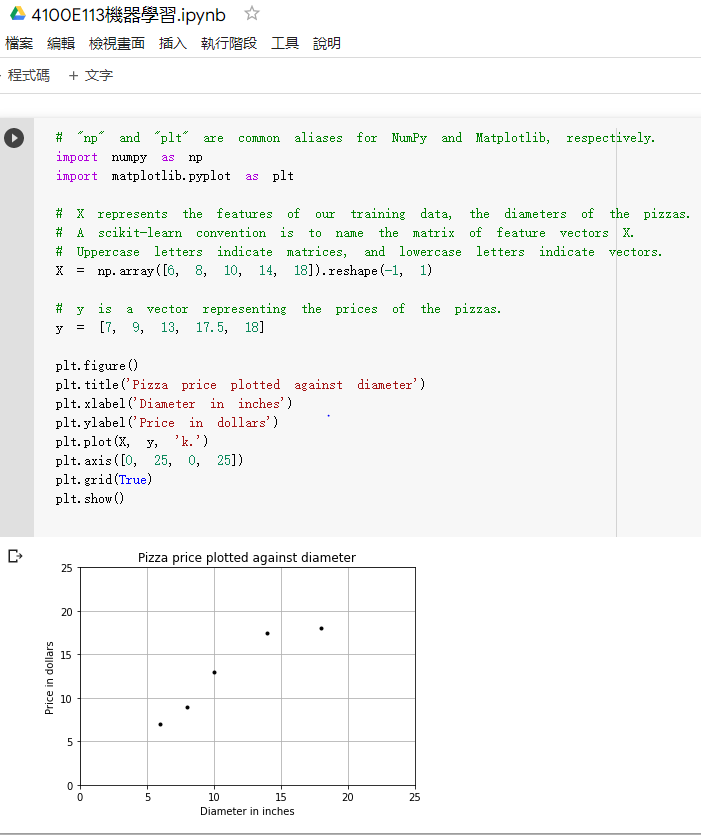 4100E113機器學習.ipynb
檔案 編輯 檢視畫面 插入 執行階段 工具 說明
程式碼 + 文字
# "np" and "plt" are common aliases for NumPy and Matplotlib, respectively.
import numpy as np
import matplotlib.pyplot as plt
# X represents the features of our training data, the diameters of the pizzas.
# A scikit-learn convention is to name the matrix of feature vectors X.
# Uppercase letters indicate matrices, and lowercase letters indicate vectors.
X = np.array([6, 8, 10, 14, 18]).reshape(-1, 1)
# y is a vector representing the prices of the pizzas.
y = [7, 9, 13, 17.5, 18]
plt.figure()
plt.title('Pizza price plotted against diameter')
plt.xlabel('Diameter in inches')
plt.ylabel('Price in dollars')
plt.plot(X, y, 'k.')
plt.axis([0, 25, 0, 25])
plt.grid(True)
plt.show()
Pizza price plotted against diameter
25
20
15
10
5
0
Price in dollars
0 5 10 15 20 25
Diameter in inches